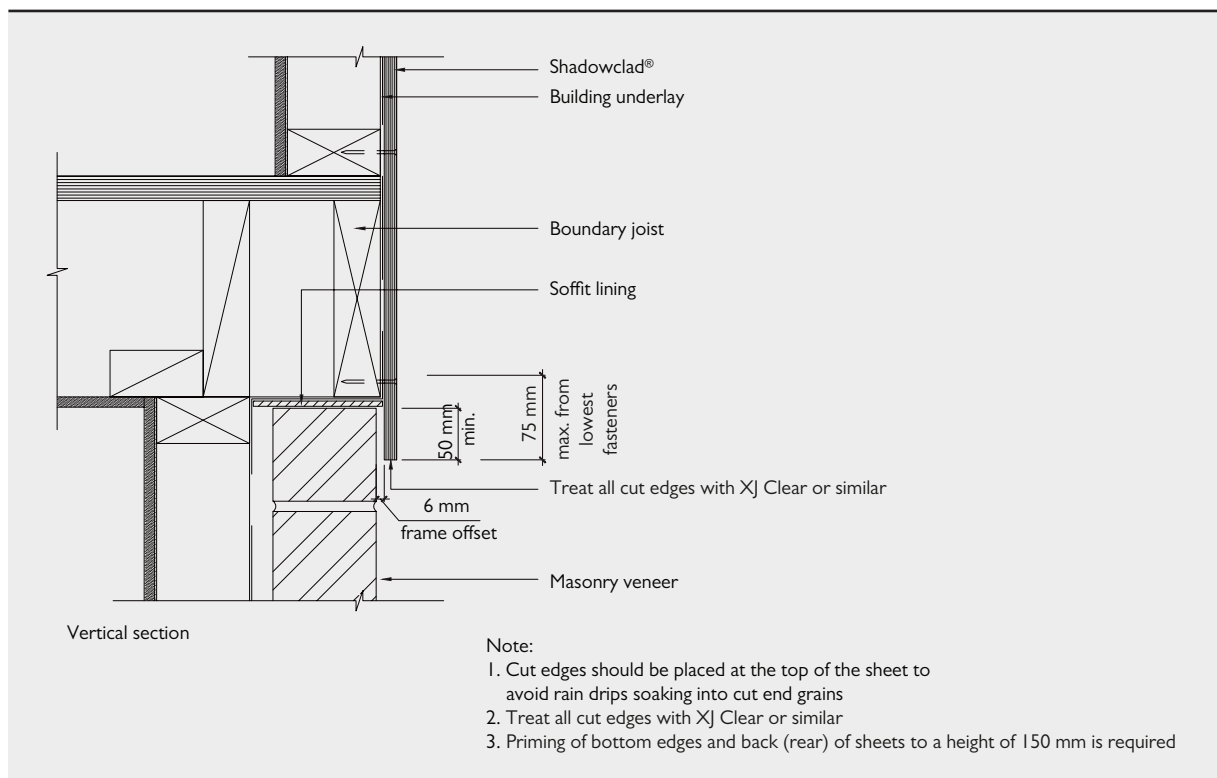 Shadowclad®
Building underlay
Boundary joist
Soffit lining
50 mm
min.
75 mm
max. from
lowest
fasteners
Treat all cut edges with XJ Clear or similar
6 mm
frame offset
Masonry veneer
Vertical section
Note:
1. Cut edges should be placed at the top of the sheet to
avoid rain drips soaking into cut end grains
2. Treat all cut edges with XJ Clear or similar
3. Priming of bottom edges and back (rear) of sheets to a height of 150 mm is required